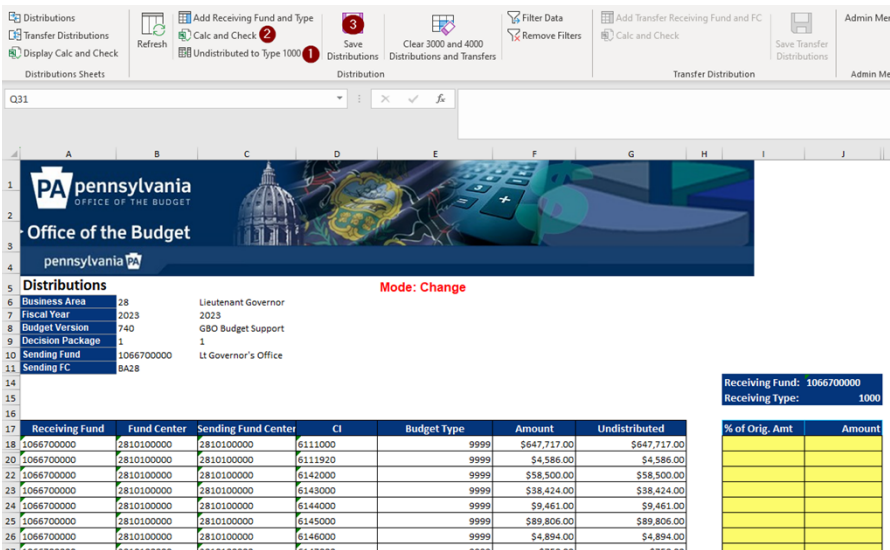 Distributions
Transfer Distributions
Display Calc and Check
Distributions Sheets
Refresh
Add Receiving Fund and Type
Calc and Check 2
Undistributed to Type 1000 1
3
Save
Distributions
Clear 3000 and 4000
Distributions and Transfers
Filter Data
Remove Filters
Distribution
Add Transfer Receiving Fund and FC
Calc and Check
Save Transfer
Distributions
Transfer Distribution
Admin Me
Admin Me
Q31
fx
A B C D E F G H I J
1
2
3
4
PA pennsylvania
OFFICE OF THE BUDGET
Office of the Budget
pennsylvania PA
5 Distributions Mode: Change
6 Business Area 28 Lieutenant Governor
7 Fiscal Year 2023 2023
8 Budget Version 740 GBO Budget Support
9 Decision Package 1 1
10 Sending Fund 1066700000 Lt Governor's Office
11 Sending FC BA28
14 Receiving Fund: 1066700000
15 Receiving Type: 1000
16
17 Receiving Fund Fund Center Sending Fund Center CI Budget Type Amount Undistributed % of Orig. Amt Amount
18 1066700000 2810100000 2810100000 6111000 9999 $647,717.00 $647,717.00
20 1066700000 2810100000 2810100000 6111920 9999 $4,586.00 $4,586.00
22 1066700000 2810100000 2810100000 6142000 9999 $58,500.00 $58,500.00
23 1066700000 2810100000 2810100000 6143000 9999 $38,424.00 $38,424.00
24 1066700000 2810100000 2810100000 6144000 9999 $9,461.00 $9,461.00
25 1066700000 2810100000 2810100000 6145000 9999 $89,806.00 $89,806.00
26 1066700000 2810100000 2810100000 6146000 9999 $4,894.00 $4,894.00